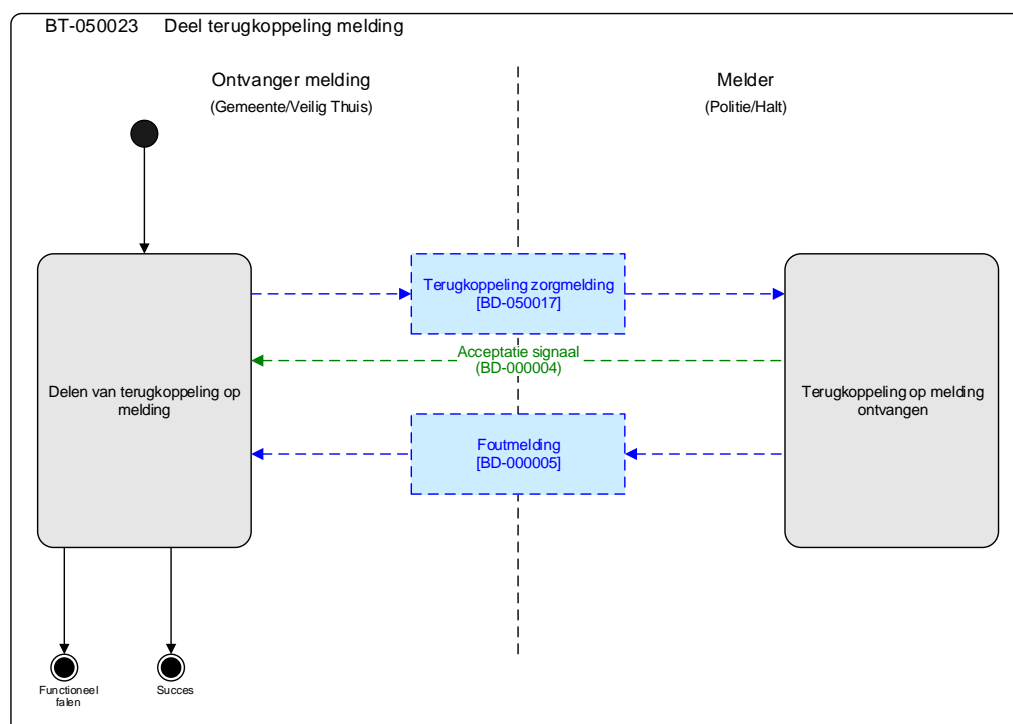 BT-050023 Deel terugkoppeling melding
Ontvanger melding
(Gemeente/Veilig Thuis)
Melder
(Politie/Halt)
Terugkoppeling zorgmelding
[BD-050017]
Acceptatie signaal
(BD-000004)
Delen van terugkoppeling op
melding
Terugkoppeling op melding
ontvangen
Foutmelding
[BD-000005]
Functioneel
falen
Succes